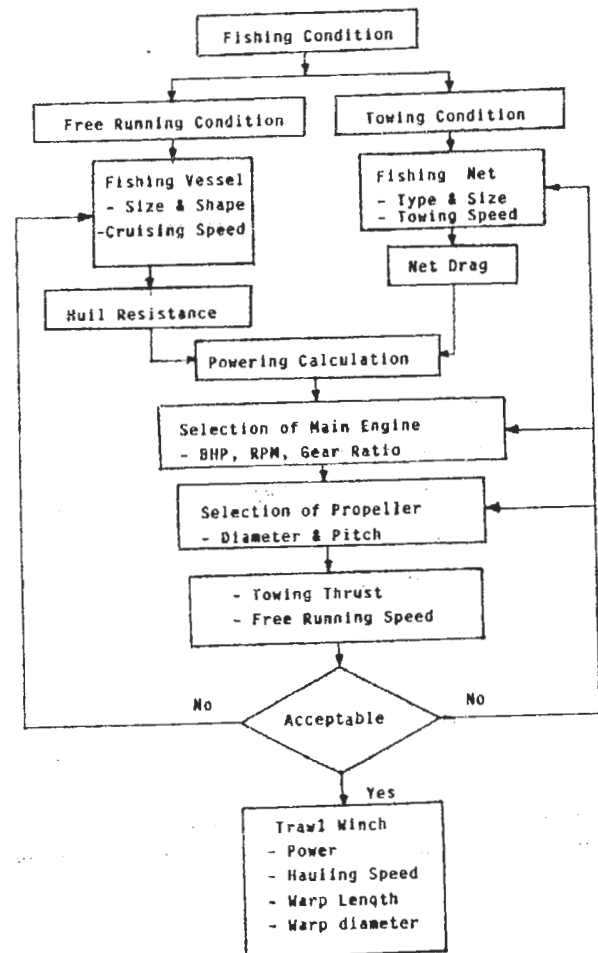 Fishing Condition
Free Running Condition
Towing Condition
Fishing Vessel
- Size & Shape
-Cruising Speed
Fishing Net
- Type & Size
- Towing Speed
Net Drag
Hull Resistance
Powering Calculation
Selection of Main Engine
- BHP, RPM, Gear Ratio
Selection of Propeller
- Diameter & Pitch
- Towing Thrust
- Free Running Speed
No
Acceptable
No
Yes
Trawl Winch
- Power
- Hauling Speed
- Warp Length
- Warp diameter